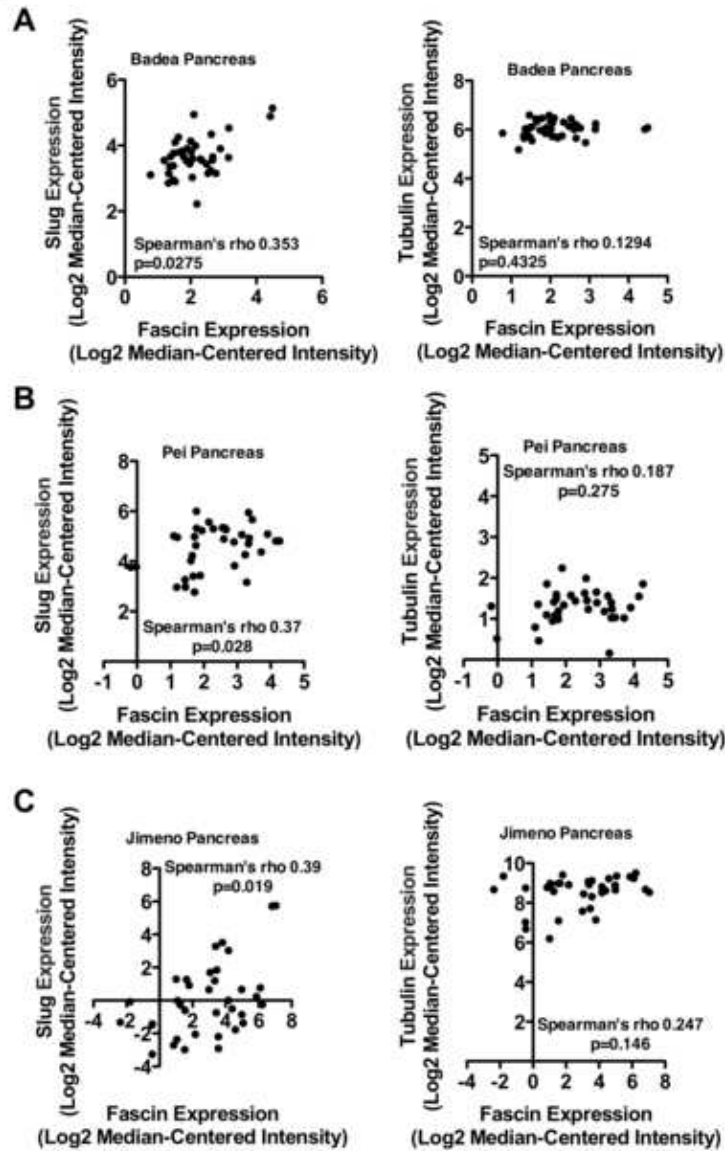 A
Badea Pancreas
Slug Expression
(Log2 Median-Centered Intensity)
6
4
2
0
Spearman's rho 0.353
p=0.0275
0 2 4 6
Fascin Expression
(Log2 Median-Centered Intensity)
Badea Pancreas
Tubulin Expression
(Log2 Median-Centered Intensity)
8
6
4
2
0
Spearman's rho 0.1294
p=0.4325
0 1 2 3 4 5
Fascin Expression
(Log2 Median-Centered Intensity)
B
Pei Pancreas
Slug Expression
(Log2 Median-Centered Intensity)
8
6
4
2
Spearman's rho 0.37
p=0.028
-1 0 1 2 3 4 5
Fascin Expression
(Log2 Median-Centered Intensity)
Pei Pancreas
Spearman's rho 0.187
p=0.275
Tubulin Expression
(Log2 Median-Centered Intensity)
5
4
3
2
1
-1 0 1 2 3 4 5
Fascin Expression
(Log2 Median-Centered Intensity)
C
Jimeno Pancreas
Spearman's rho 0.39
p=0.019
Slug Expression
(Log2 Median-Centered Intensity)
8
6
4
2
-2
-4
-4 -2 0 2 4 6 8
Fascin Expression
(Log2 Median-Centered Intensity)
Jimeno Pancreas
Tubulin Expression
(Log2 Median-Centered Intensity)
10
8
6
4
2
Spearman's rho 0.247
p=0.146
-4 -2 0 2 4 6 8
Fascin Expression
(Log2 Median-Centered Intensity)